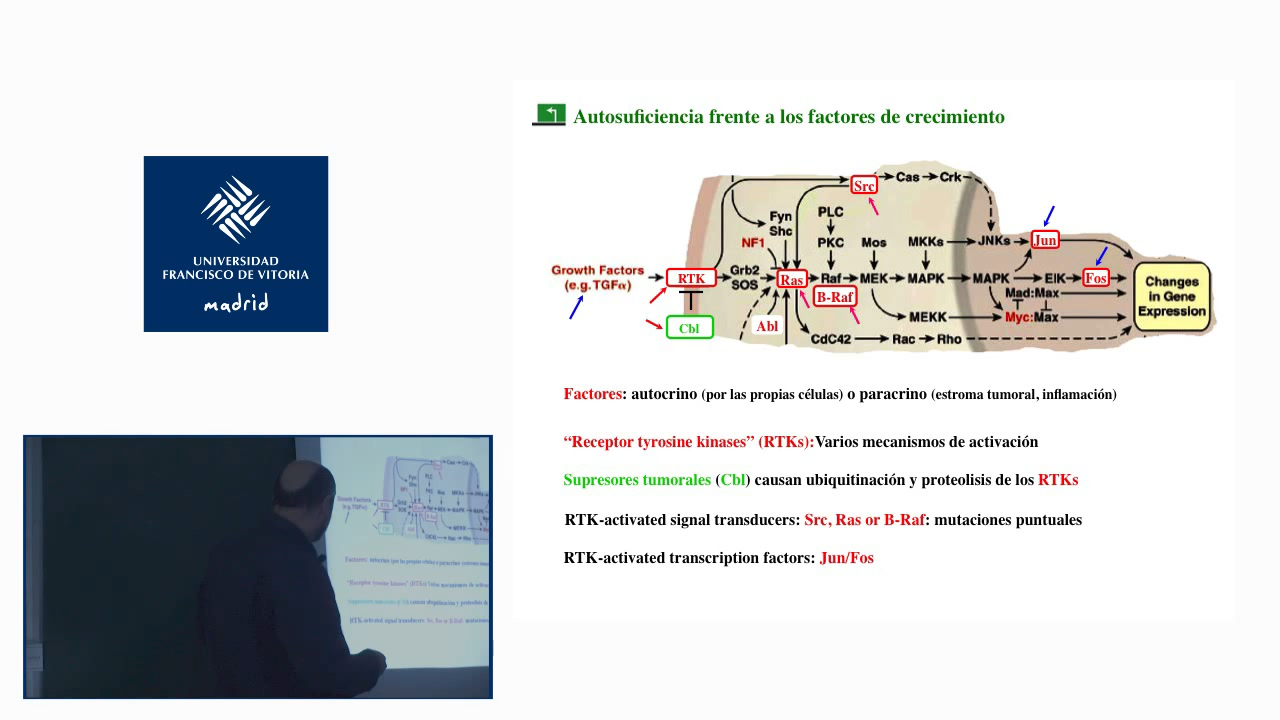 UNIVERSIDAD
FRANCISCO DE VITORIA
madrid
Autosuficiencia frente a los factores de crecimiento
Src → Cas → Crk
Fyn
Shc
PLC
NF1
PKC
Mos
MKKs
JNKs
Jun
Growth Factors
(e.g. TGFα)
RTK
Grb2
SOS
Ras
Raf
MEK
MAPK
MAPK
ElK
Fos
B-Raf
Mad:Max
Changes
in Gene
Expression
Cbl
Abl
MEKK
Myc:Max
CdC42
Rac
Rho
Factores: autocrino (por las propias células) o paracrino (estroma tumoral, inflamación)
“Receptor tyrosine kinases” (RTKs):Varios mecanismos de activación
Supresores tumorales (Cbl) causan ubiquitinación y proteolisis de los RTKs
RTK-activated signal transducers: Src, Ras or B-Raf: mutaciones puntuales
RTK-activated transcription factors: Jun/Fos